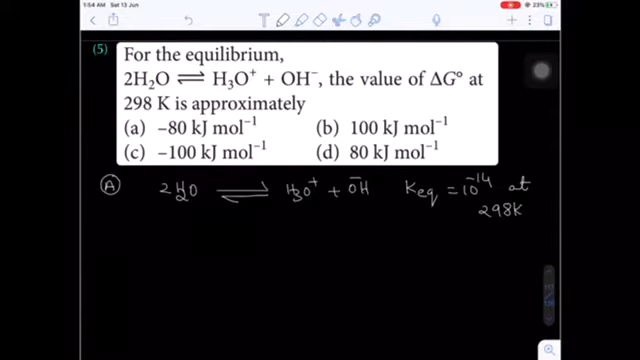 1:54 AM Sat 13 Jun
23%
(5) For the equilibrium,
2H₂O ⇌ H₃O⁺ + OH⁻, the value of ΔG° at
298 K is approximately
(a) –80 kJ mol⁻¹ (b) 100 kJ mol⁻¹
(c) –100 kJ mol⁻¹ (d) 80 kJ mol⁻¹
(A) 2H₂O ⇌ H₃O⁺ + O̅H Keq = 10⁻¹⁴ at
298K